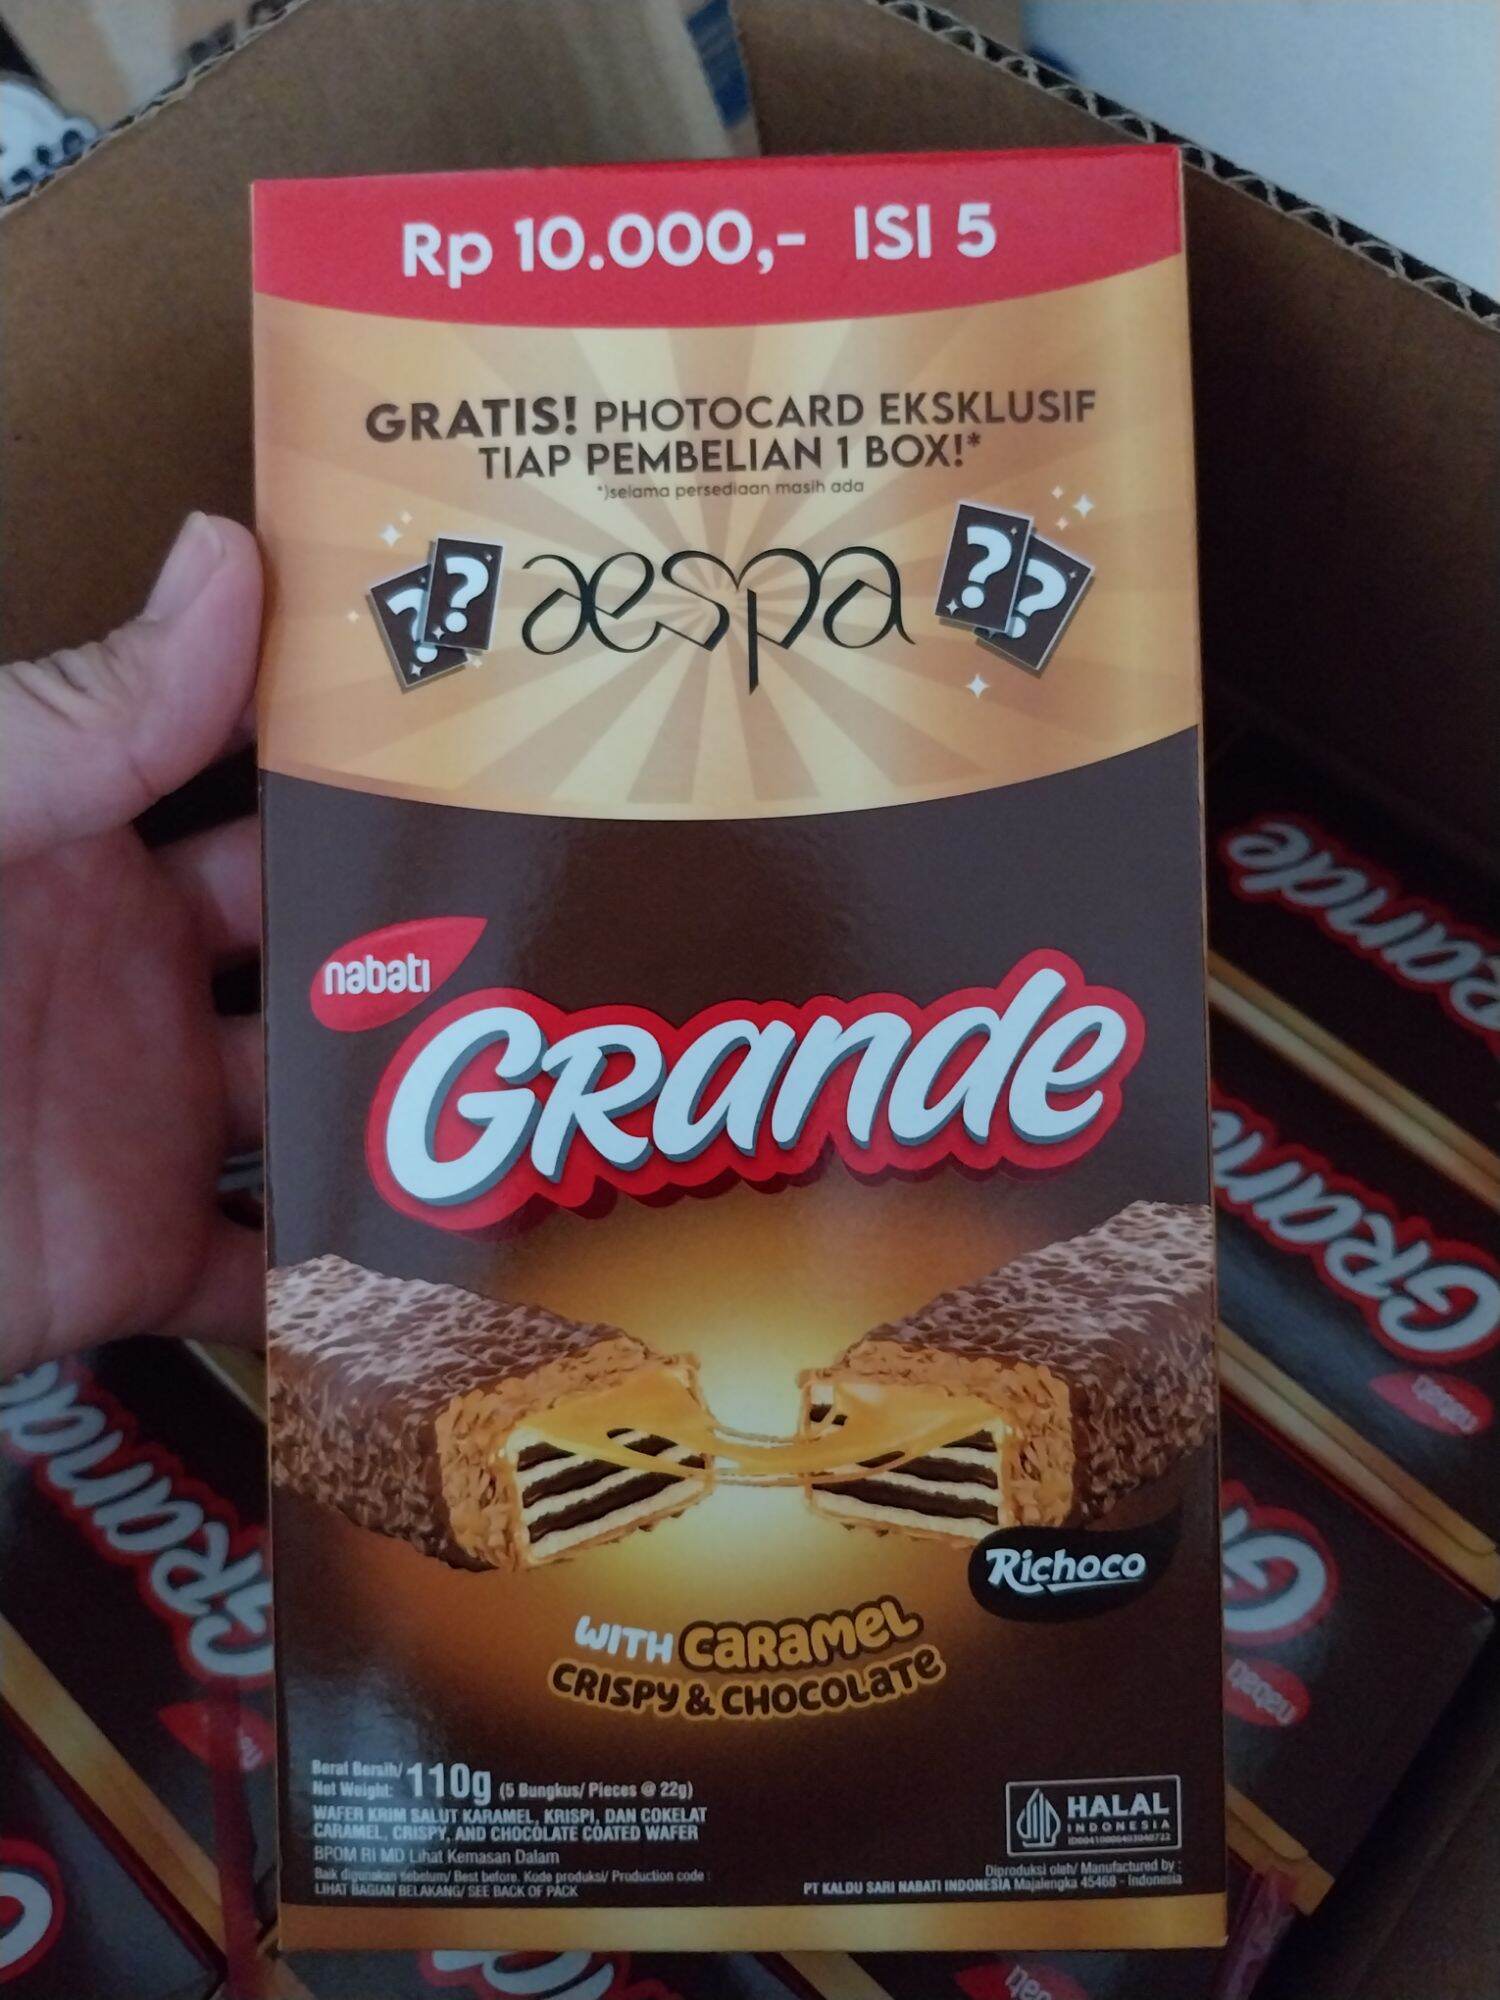 Rp 10.000,- ISI 5
GRATIS! PHOTOCARD EKSKLUSIF
TIAP PEMBELIAN 1 BOX!*
*)selama persediaan masih ada
? ? aespa ? ?
nabati
GRande
Richoco
WITH CARAMEL
CRISPY & CHOCOLATE
Berat Bersih/
Net Weight: 110g (5 Bungkus/ Pieces @ 22g)
WAFER KRIM SALUT KARAMEL, KRISPI, DAN COKELAT
CARAMEL, CRISPY, AND CHOCOLATE COATED WAFER
BPOM RI MD Lihat Kemasan Dalam
Baik digunakan sebelum/ Best before. Kode produksi/ Production code :
LIHAT BAGIAN BELAKANG/ SEE BACK OF PACK
HALAL
INDONESIA
Diproduksi oleh/ Manufactured by :
PT KALDU SARI NABATI INDONESIA Majalengka 45468 - Indonesia